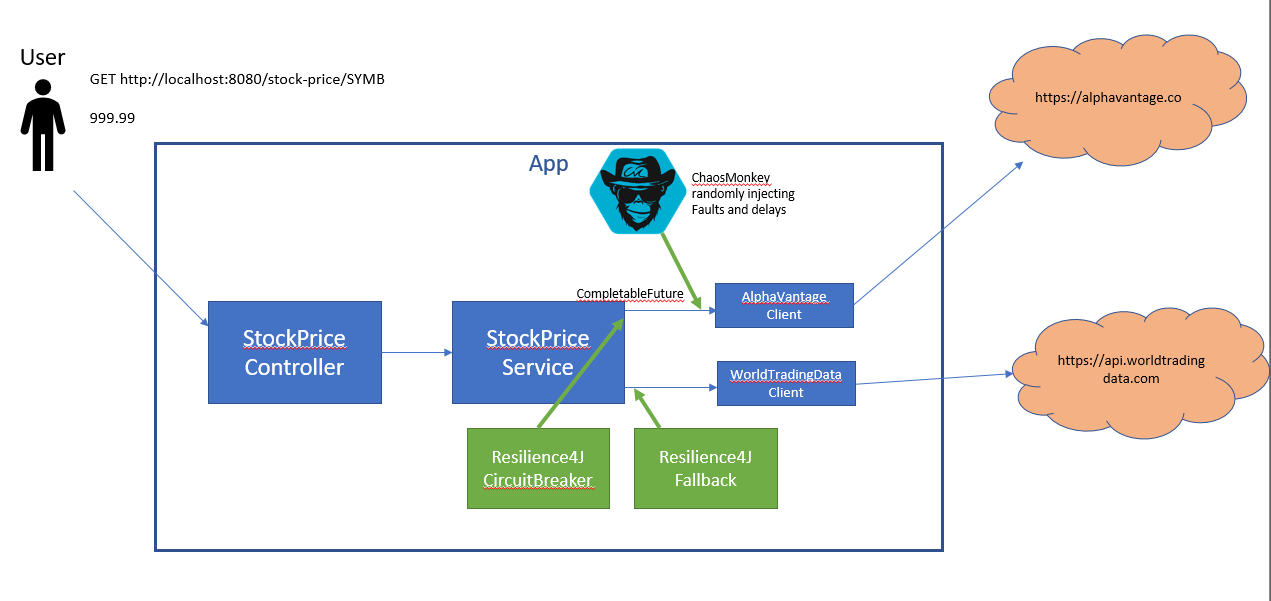 User
GET http://localhost:8080/stock-price/SYMB
999.99
App
ChaosMonkey
randomly injecting
Faults and delays
https://alphavantage.co
CompletableFuture
AlphaVantage
Client
StockPrice
Controller
StockPrice
Service
WorldTradingData
Client
https://api.worldtrading
data.com
Resilience4J
CircuitBreaker
Resilience4J
Fallback